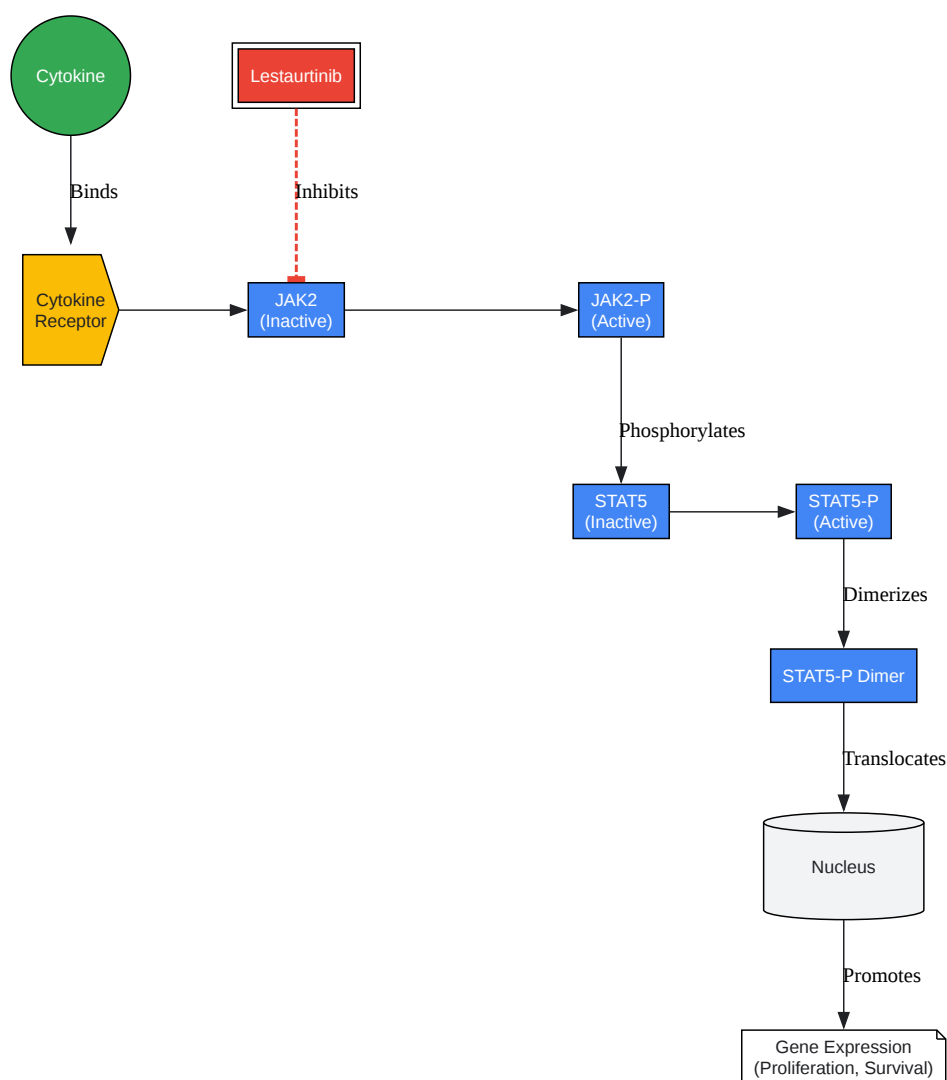 Cytokine
Lestaurtinib
Binds
Inhibits
Cytokine
Receptor
JAK2
(Inactive)
JAK2-P
(Active)
Phosphorylates
STAT5
(Inactive)
STAT5-P
(Active)
Dimerizes
STAT5-P Dimer
Translocates
Nucleus
Promotes
Gene Expression
(Proliferation, Survival)